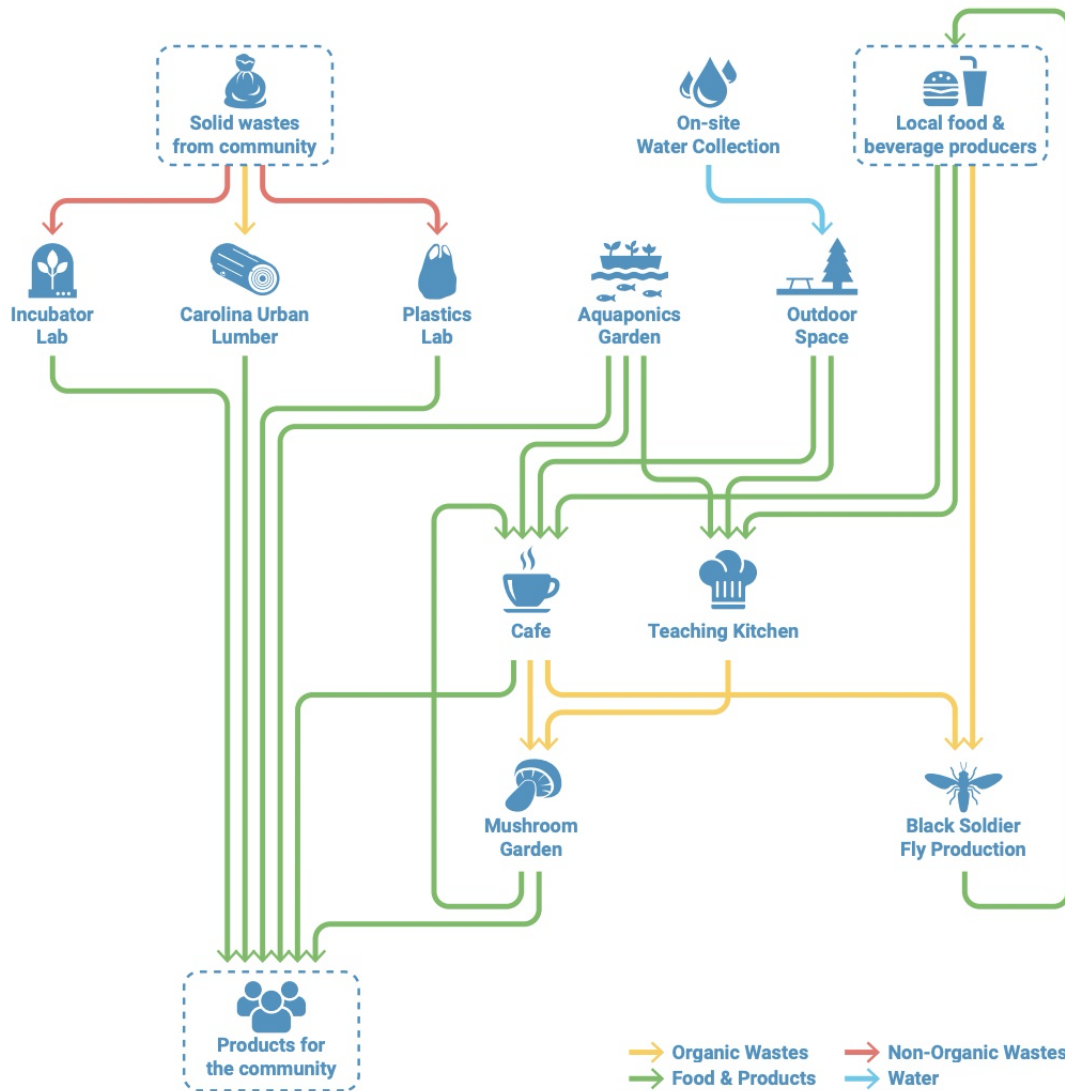 Solid wastes
from community
On-site
Water Collection
Local food &
beverage producers
Incubator
Lab
Carolina Urban
Lumber
Plastics
Lab
Aquaponics
Garden
Outdoor
Space
Cafe
Teaching Kitchen
Mushroom
Garden
Black Soldier
Fly Production
Products for
the community
Organic Wastes
Non-Organic Wastes
Food & Products
Water